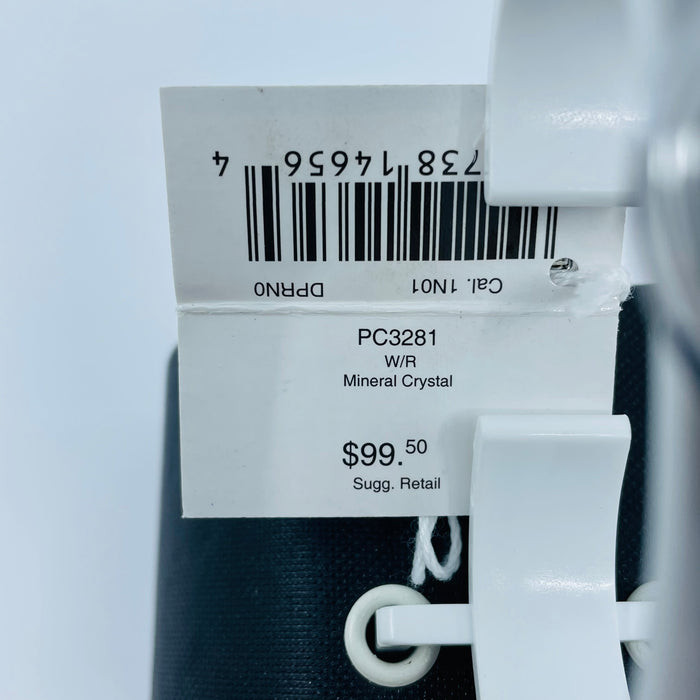 738 14656 4
Cal. 1N01 DPRN0
PC3281
W/R
Mineral Crystal
$99.50
Sugg. Retail